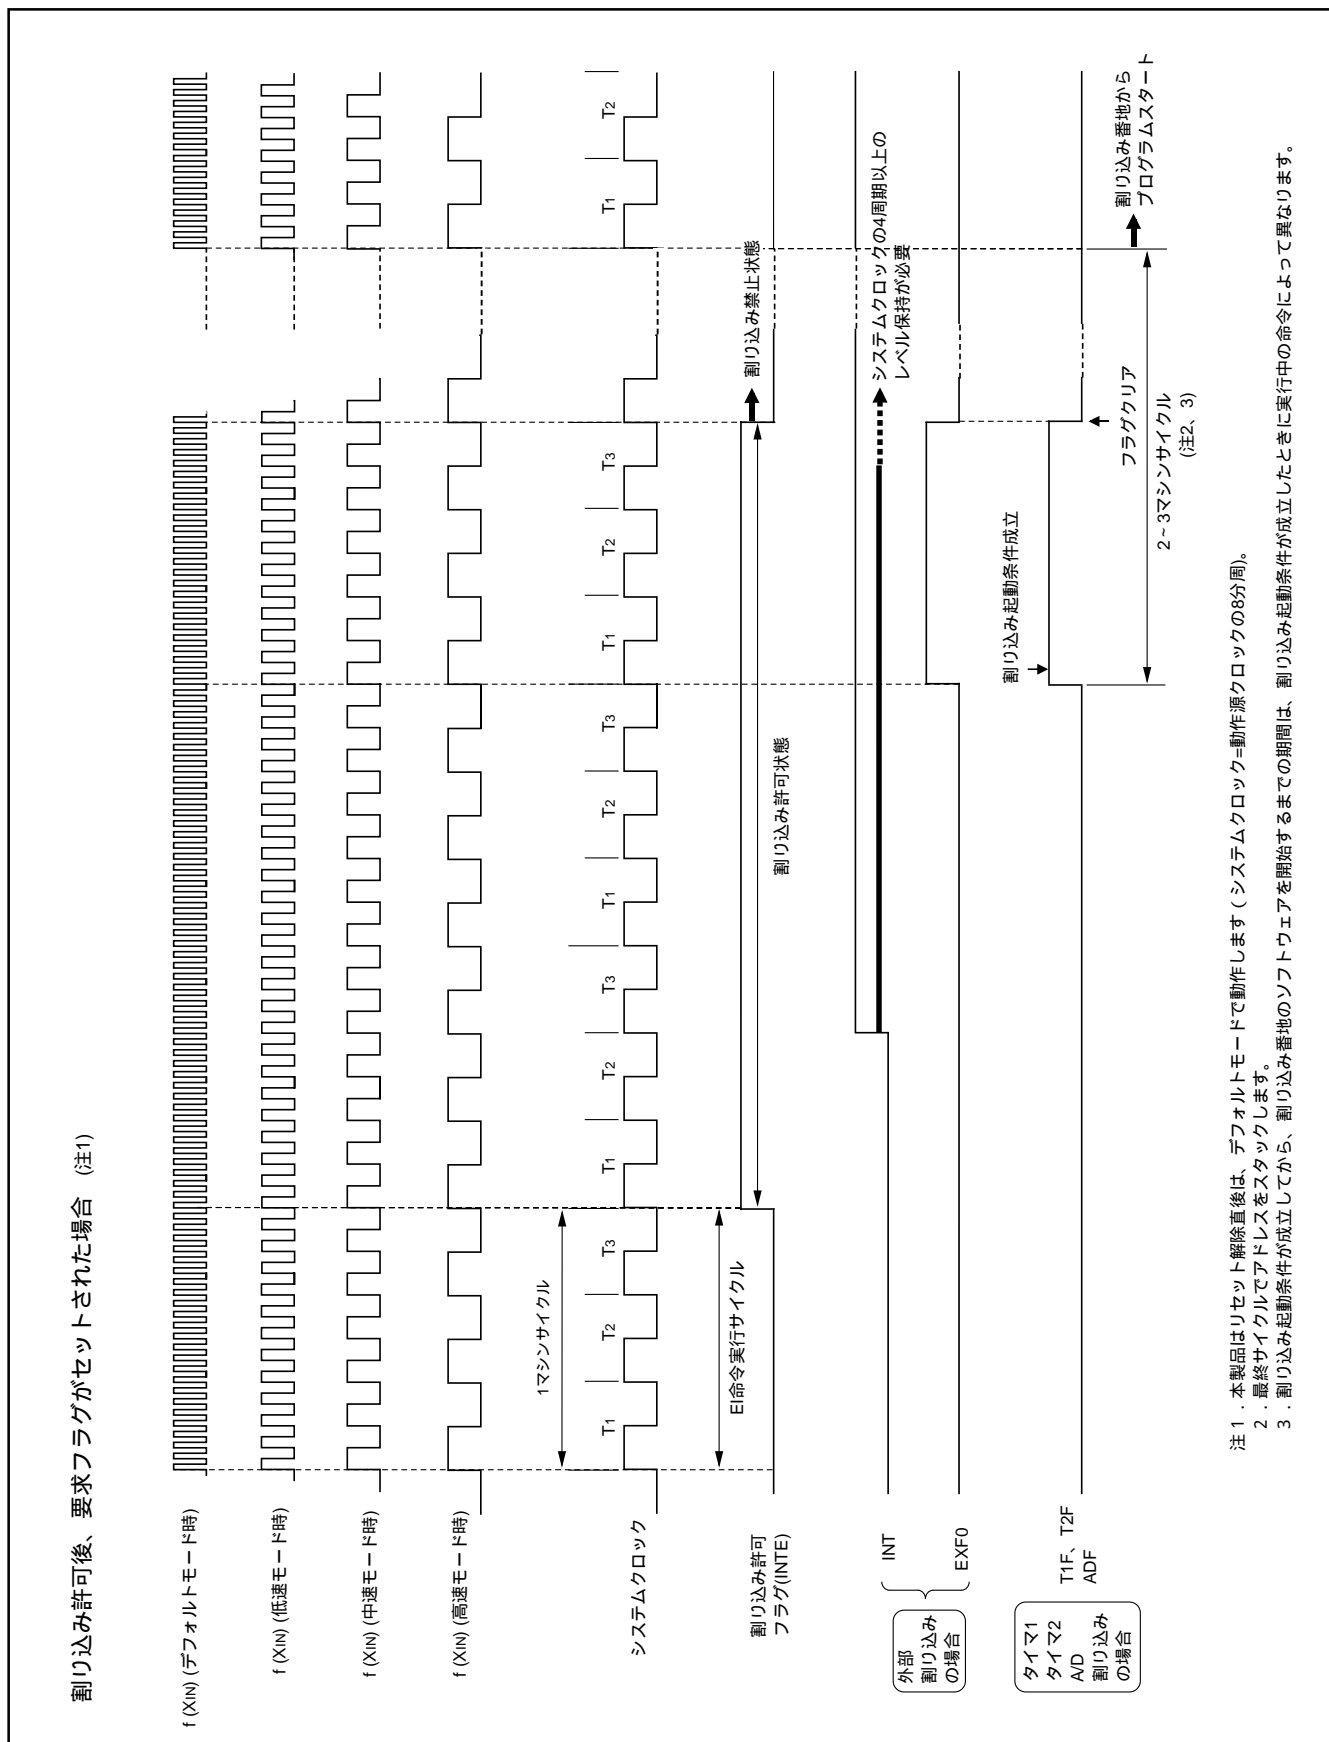 割り込み許可後、要求フラグがセットされた場合 (注1)
f (XIN) (デフォルトモード時)
f (XIN) (低速モード時)
f (XIN) (中速モード時)
f (XIN) (高速モード時)
1マシンサイクル
システムクロック
T1 T2 T3 T1 T2 T3 T1 T2 T3 T1 T2 T3 T1 T2
EI命令実行サイクル
割り込み許可
フラグ(INTE)
割り込み許可状態
割り込み禁止状態
外部
割り込み
の場合
INT
システムクロックの4周期以上の
レベル保持が必要
EXF0
タイマ1
タイマ2
A/D
割り込み
の場合
T1F、T2F
ADF
割り込み起動条件成立
フラグクリア
2~3マシンサイクル
(注2、3)
割り込み番地から
プログラムスタート
注 1 . 本製品はリセット解除直後は、デフォルトモードで動作します ( システムクロック=動作源クロックの8分周)。
2 . 最終サイクルでアドレスをスタックします。
3 . 割り込み起動条件が成立してから、割り込み番地のソフトウェアを開始するまでの期間は、割り込み起動条件が成立したときに実行中の命令によって異なります。